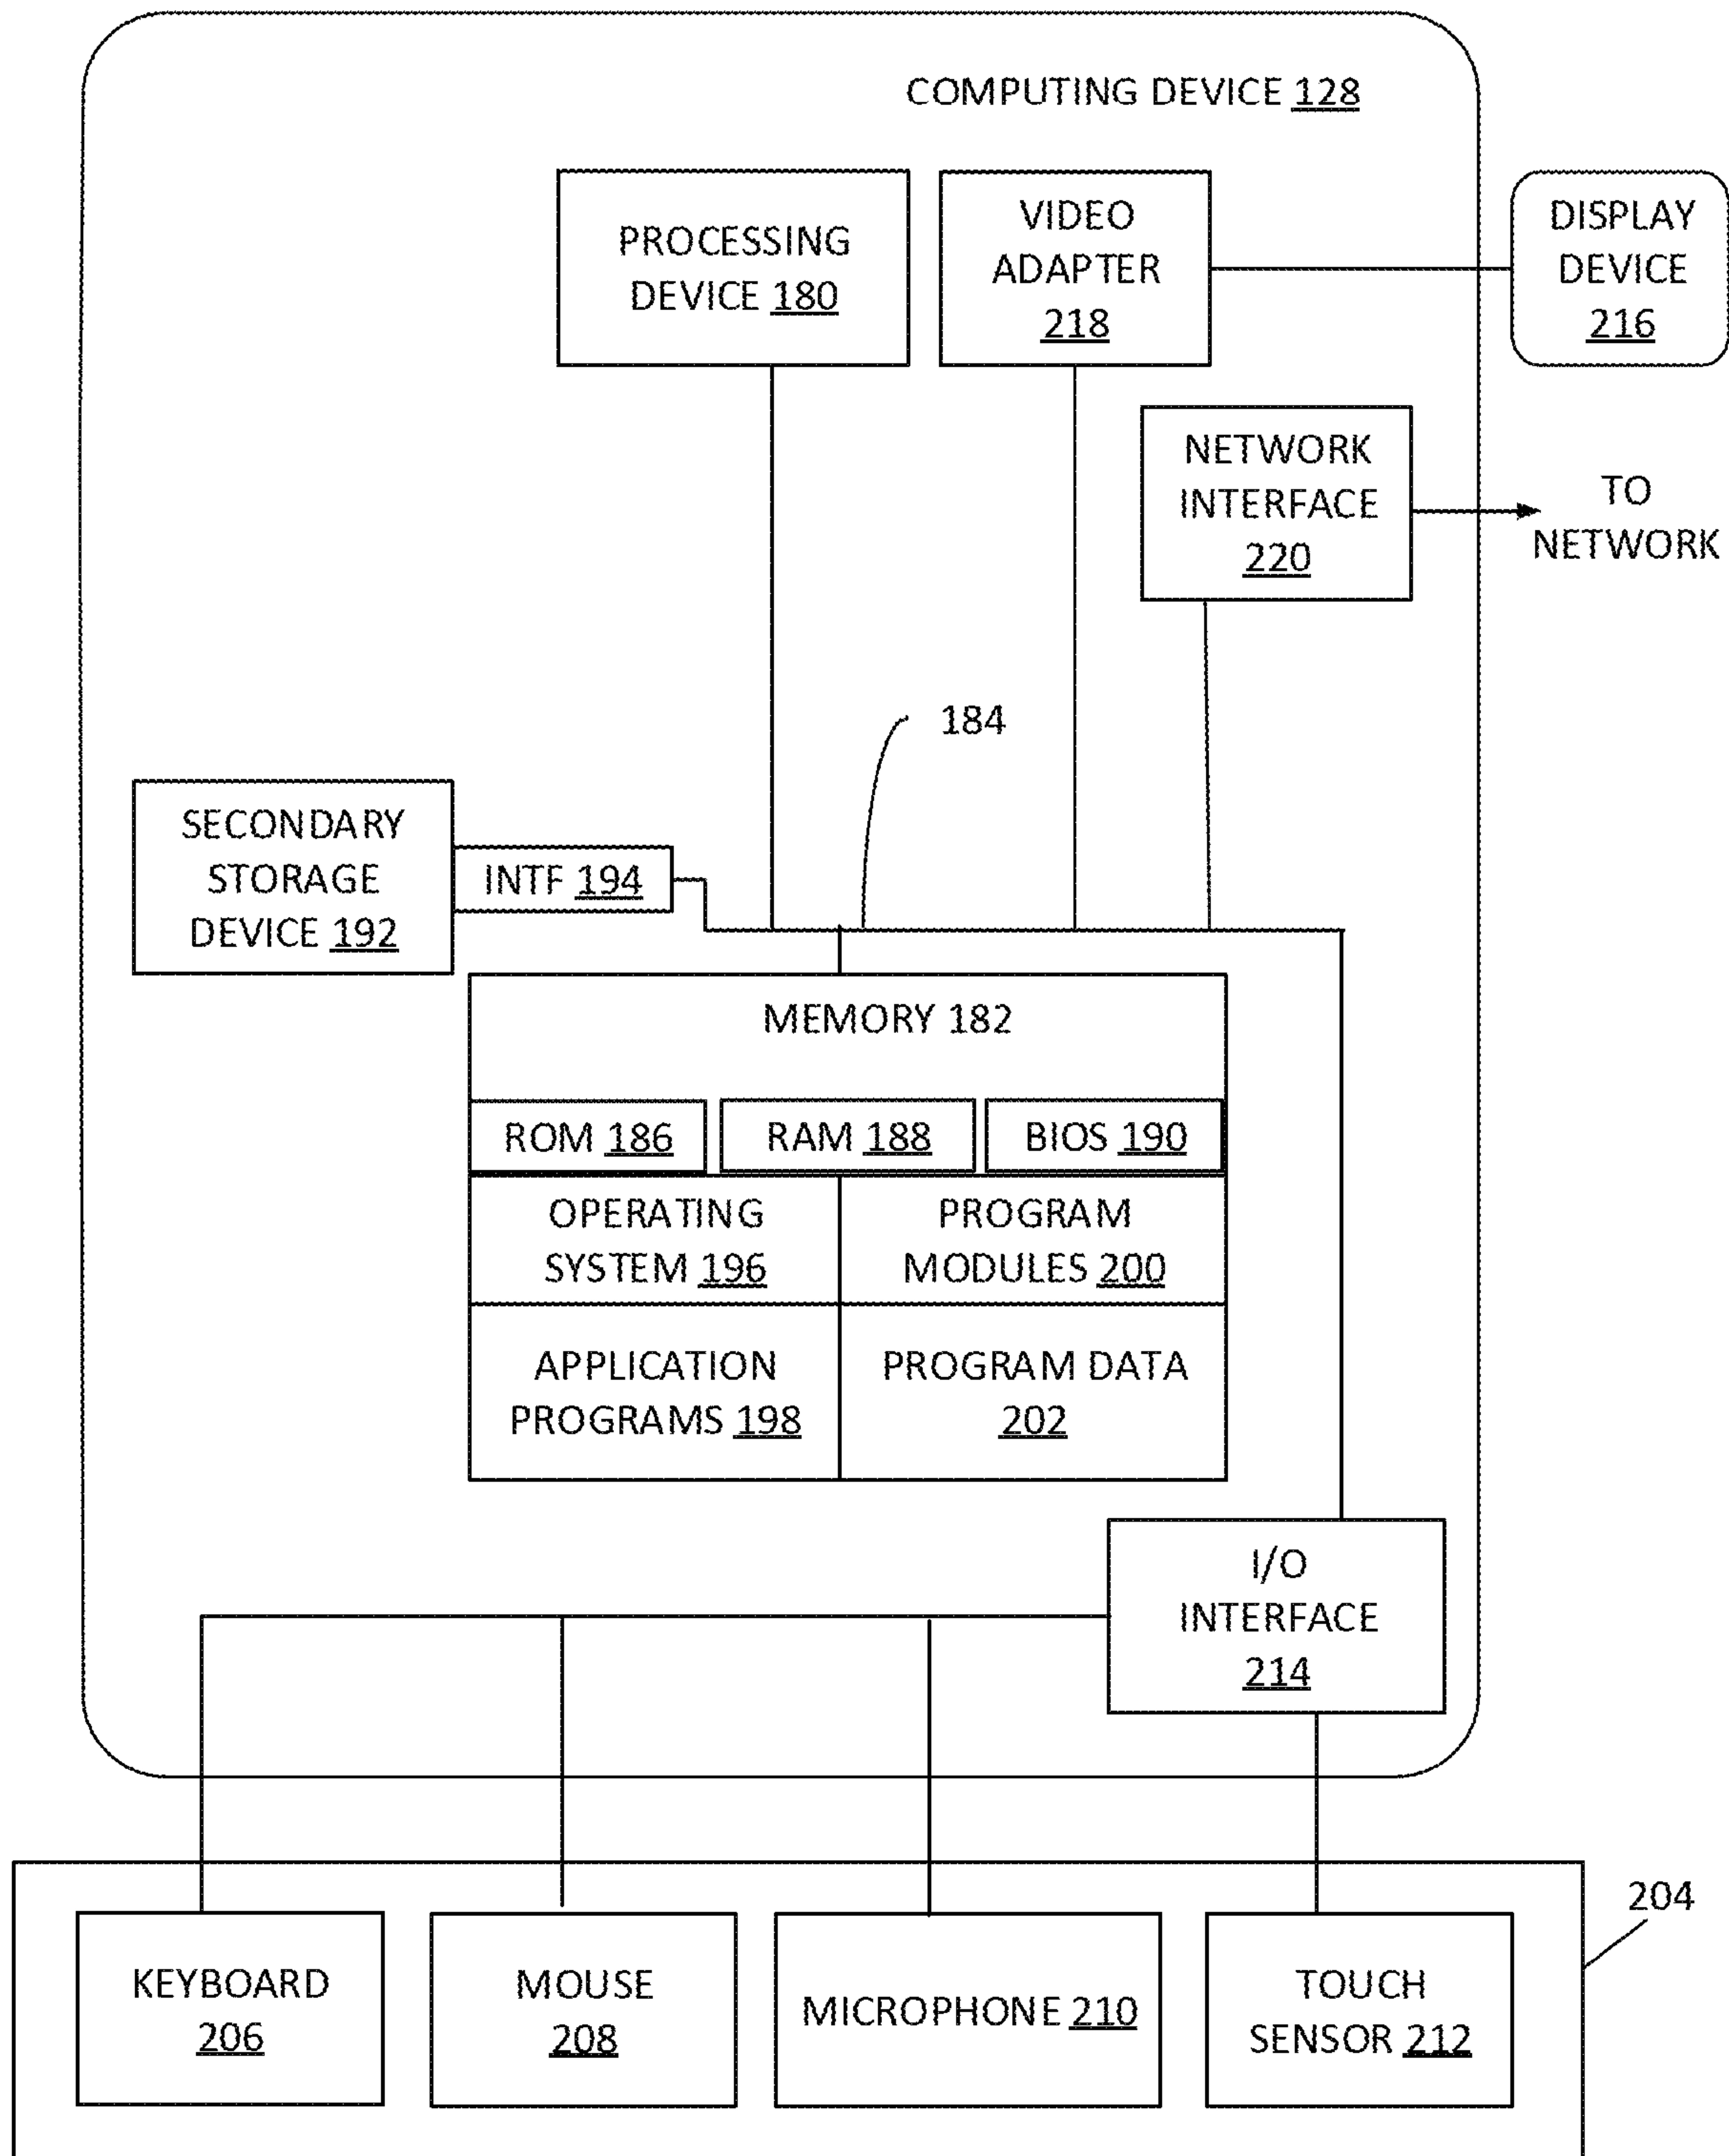 COMPUTING DEVICE 128
PROCESSING
DEVICE 180
VIDEO
ADAPTER
218
DISPLAY
DEVICE
216
NETWORK
INTERFACE
220
TO
NETWORK
184
SECONDARY
STORAGE
DEVICE 192
INTF 194
MEMORY 182
ROM 186
RAM 188
BIOS 190
OPERATING
SYSTEM 196
PROGRAM
MODULES 200
APPLICATION
PROGRAMS 198
PROGRAM DATA
202
I/O
INTERFACE
214
204
KEYBOARD
206
MOUSE
208
MICROPHONE 210
TOUCH
SENSOR 212